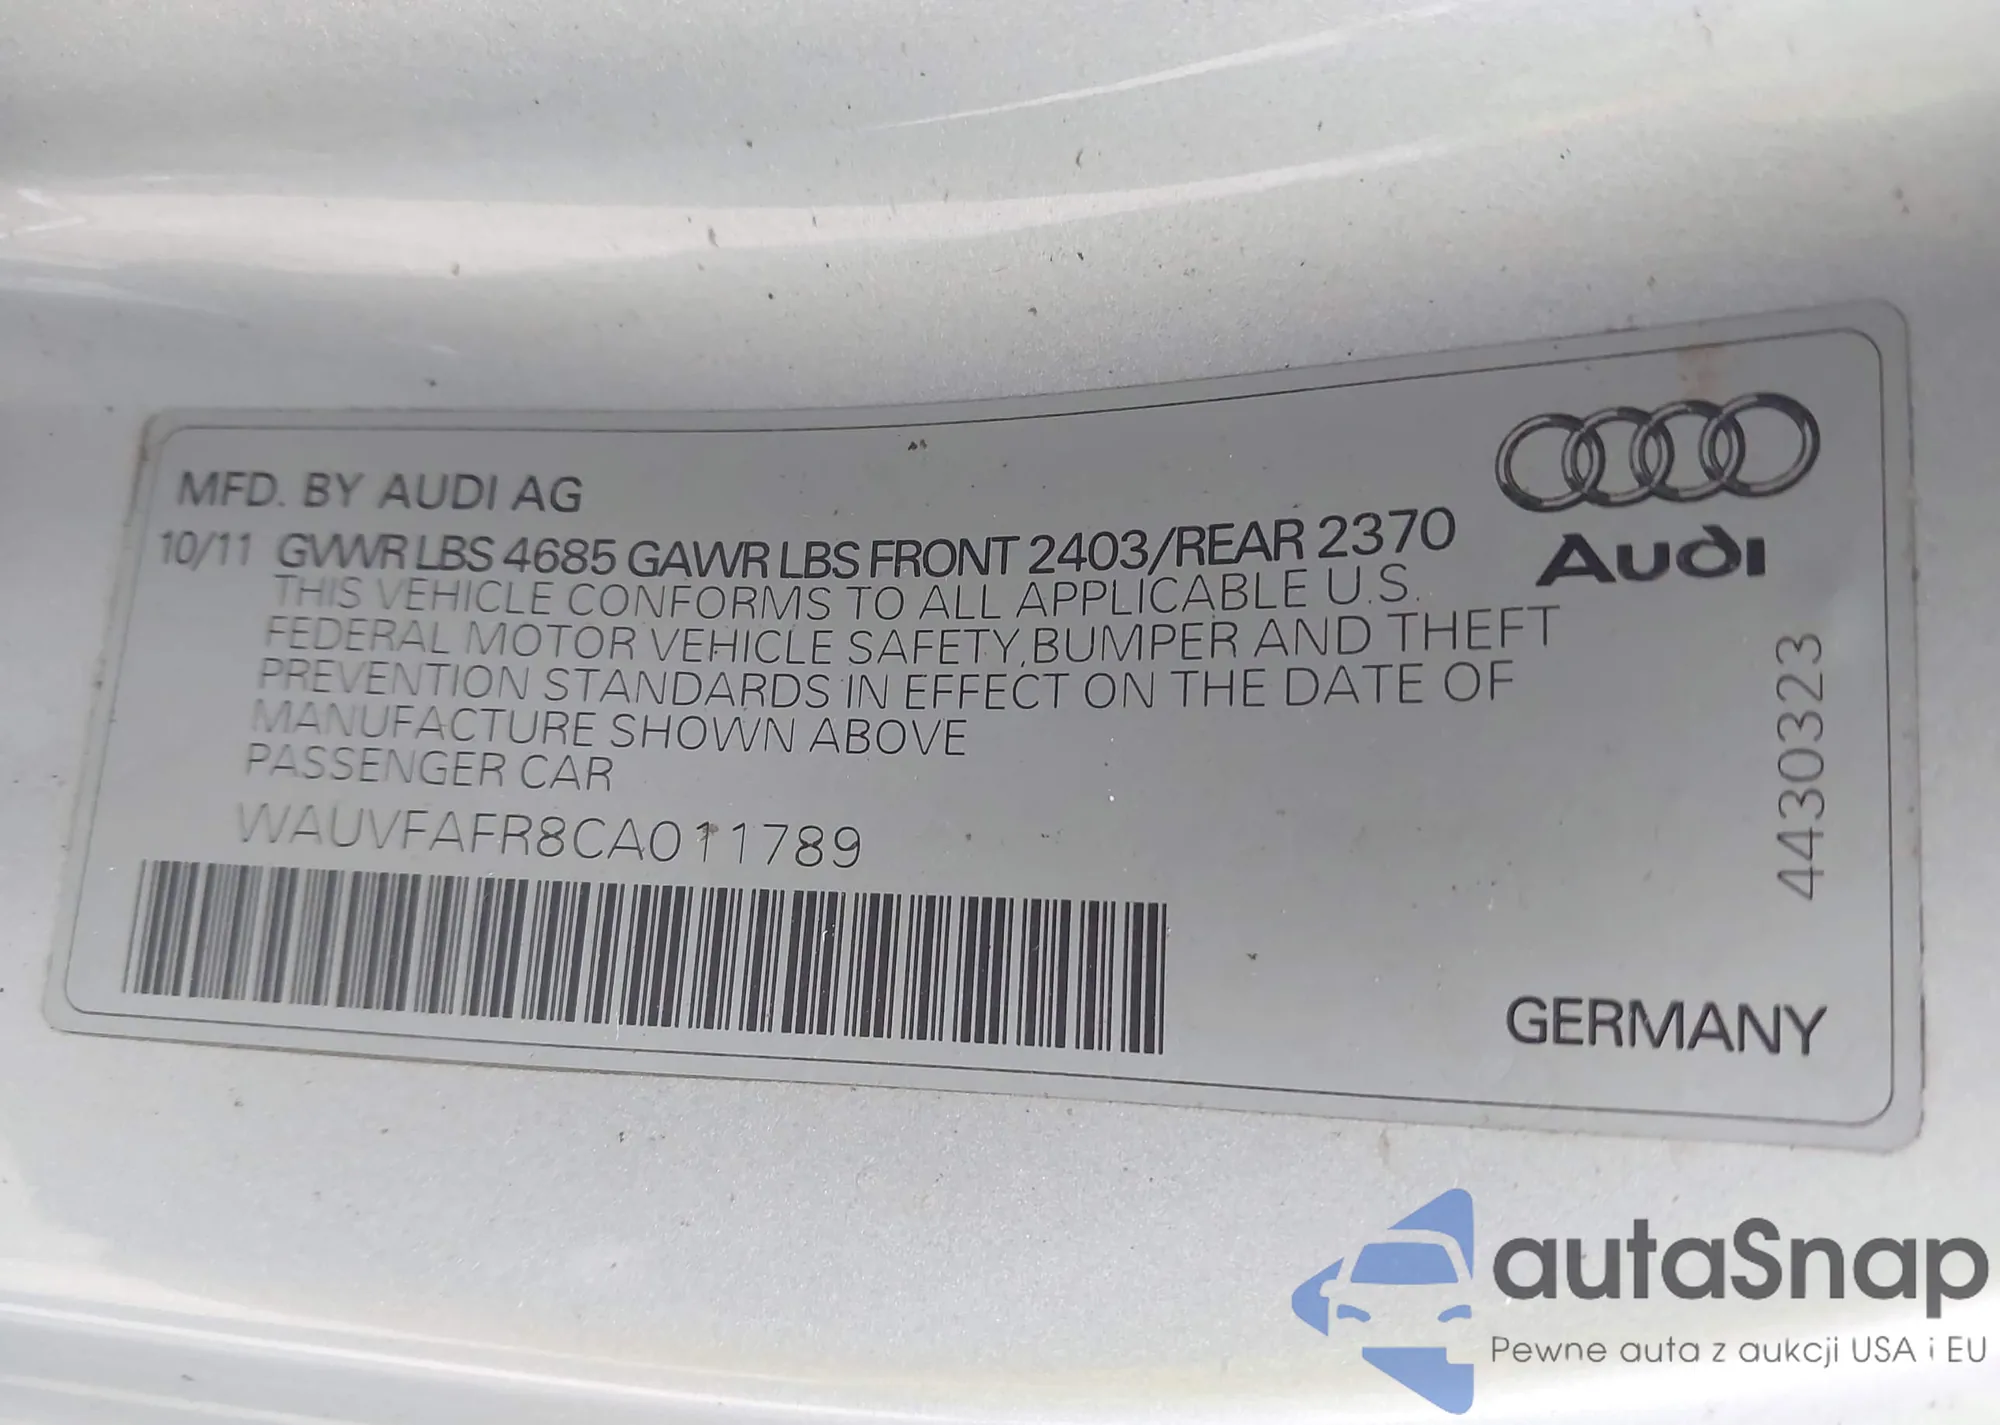 MFD. BY AUDI AG
10/11 GVWR LBS 4685 GAWR LBS FRONT 2403/REAR 2370
THIS VEHICLE CONFORMS TO ALL APPLICABLE U.S.
FEDERAL MOTOR VEHICLE SAFETY,BUMPER AND THEFT
PREVENTION STANDARDS IN EFFECT ON THE DATE OF
MANUFACTURE SHOWN ABOVE
PASSENGER CAR
WAUVFAFR8CA011789
Audi
4430323
GERMANY
autaSnap
Pewne auta z aukcji USA i EU